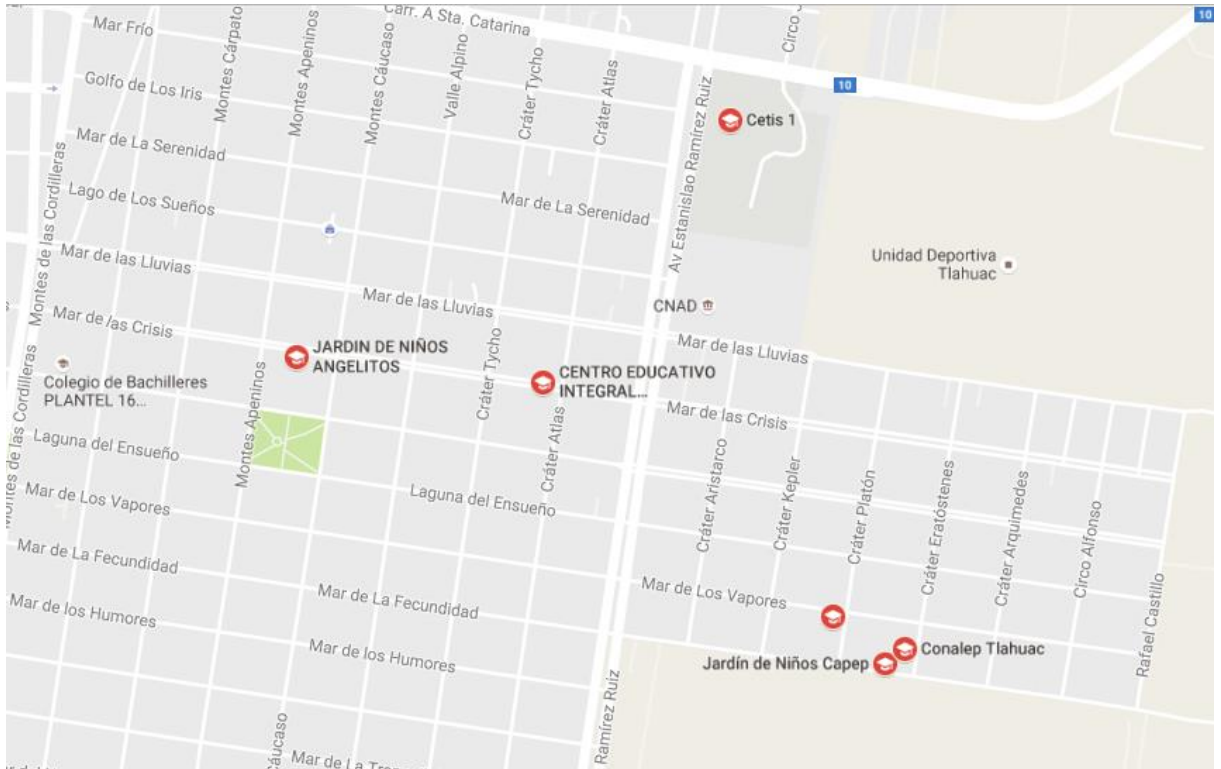 Carr. A Sta. Catarina
10
Mar Frío
Montes Cárpato
Montes Apeninos
Montes Cáucaso
Valle Alpino
Cráter Tycho
Cráter Atlas
Circo
10
Golfo de Los Iris
Cetis 1
Mar de La Serenidad
Av Estanislao Ramírez Ruiz
Lago de Los Sueños
Mar de La Serenidad
Montes de las Cordilleras
Unidad Deportiva
Tlahuac
Mar de las Lluvias
Mar de las Lluvias
CNAD
Mar de las Crisis
Mar de las Lluvias
JARDIN DE NIÑOS
ANGELITOS
Cráter Tycho
CENTRO EDUCATIVO
INTEGRAL...
Colegio de Bachilleres
PLANTEL 16...
Montes Apeninos
Mar de las Crisis
Montes de las Cordilleras
Laguna del Ensueño
Cráter Atlas
Laguna del Ensueño
Cráter Aristarco
Cráter Kepler
Cráter Platón
Cráter Eratóstenes
Cráter Arquimedes
Circo Alfonso
Mar de Los Vapores
Mar de La Fecundidad
Mar de Los Vapores
Mar de La Fecundidad
Rafael Castillo
Mar de los Humores
Mar de los Humores
Conalep Tlahuac
Jardín de Niños Capep
Ramírez Ruiz
Cáucaso
Mar de La